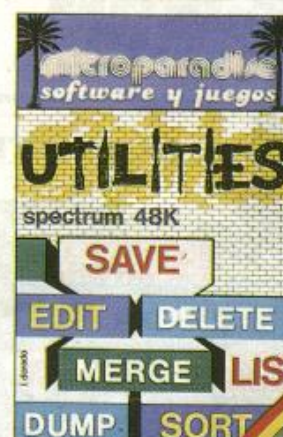 microparadise
software y juegos
UTILITIES
spectrum 48K
SAVE
EDIT DELETE
MERGE LIS
DUMP SORT